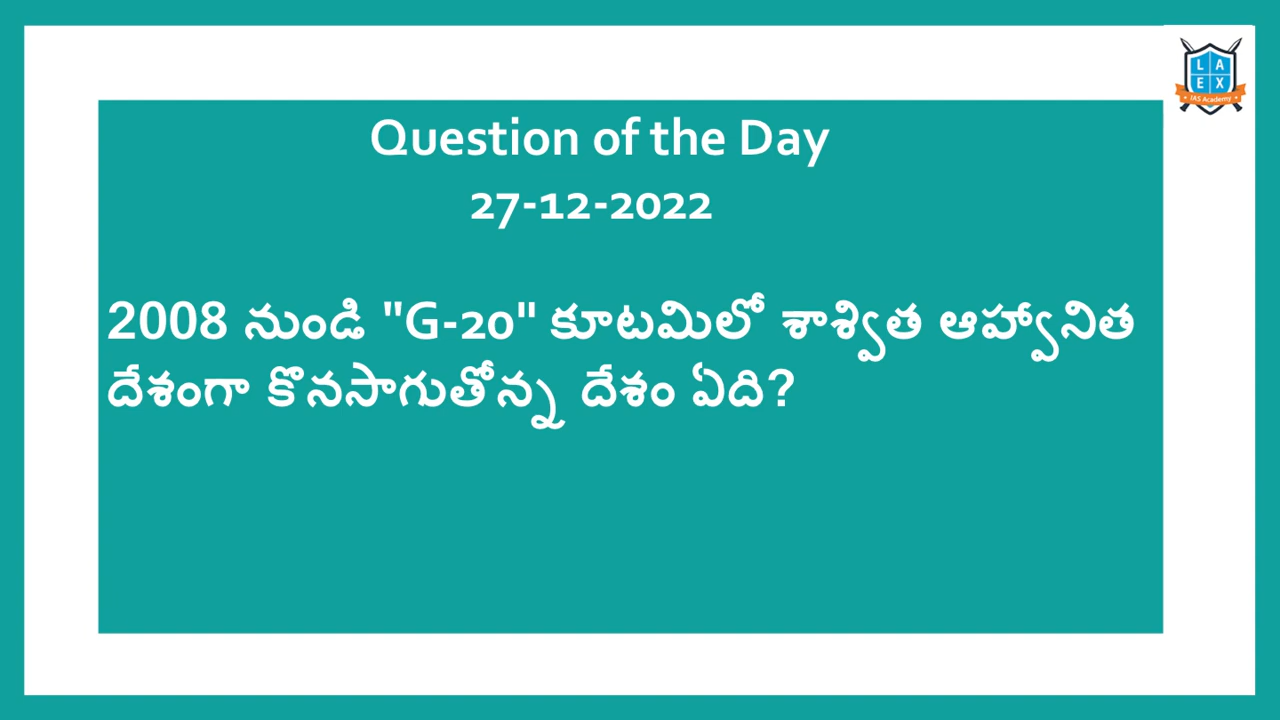 L A
E X
IAS Academy
Question of the Day
27-12-2022
2008 నుండి "G-20" కూటమిలో శాశ్విత ఆహ్వానిత
దేశంగా కొనసాగుతోన్న దేశం ఏది?